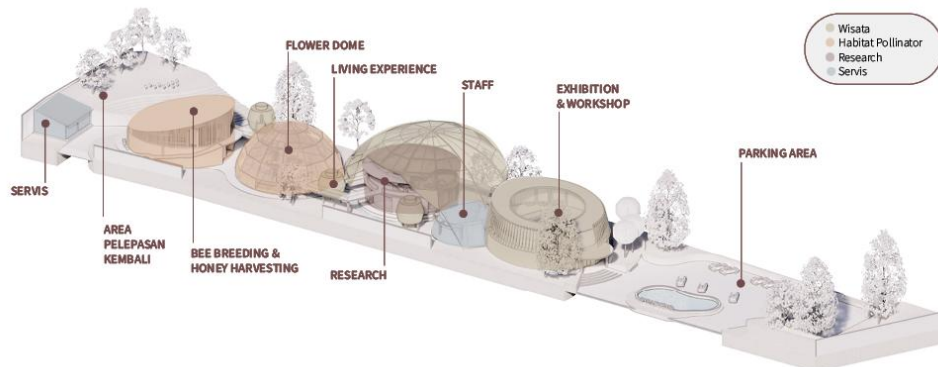 Wisata
Habitat Pollinator
Research
Servis
FLOWER DOME
LIVING EXPERIENCE
STAFF
EXHIBITION
& WORKSHOP
PARKING AREA
SERVIS
AREA
PELEPASAN
KEMBALI
BEE BREEDING &
HONEY HARVESTING
RESEARCH